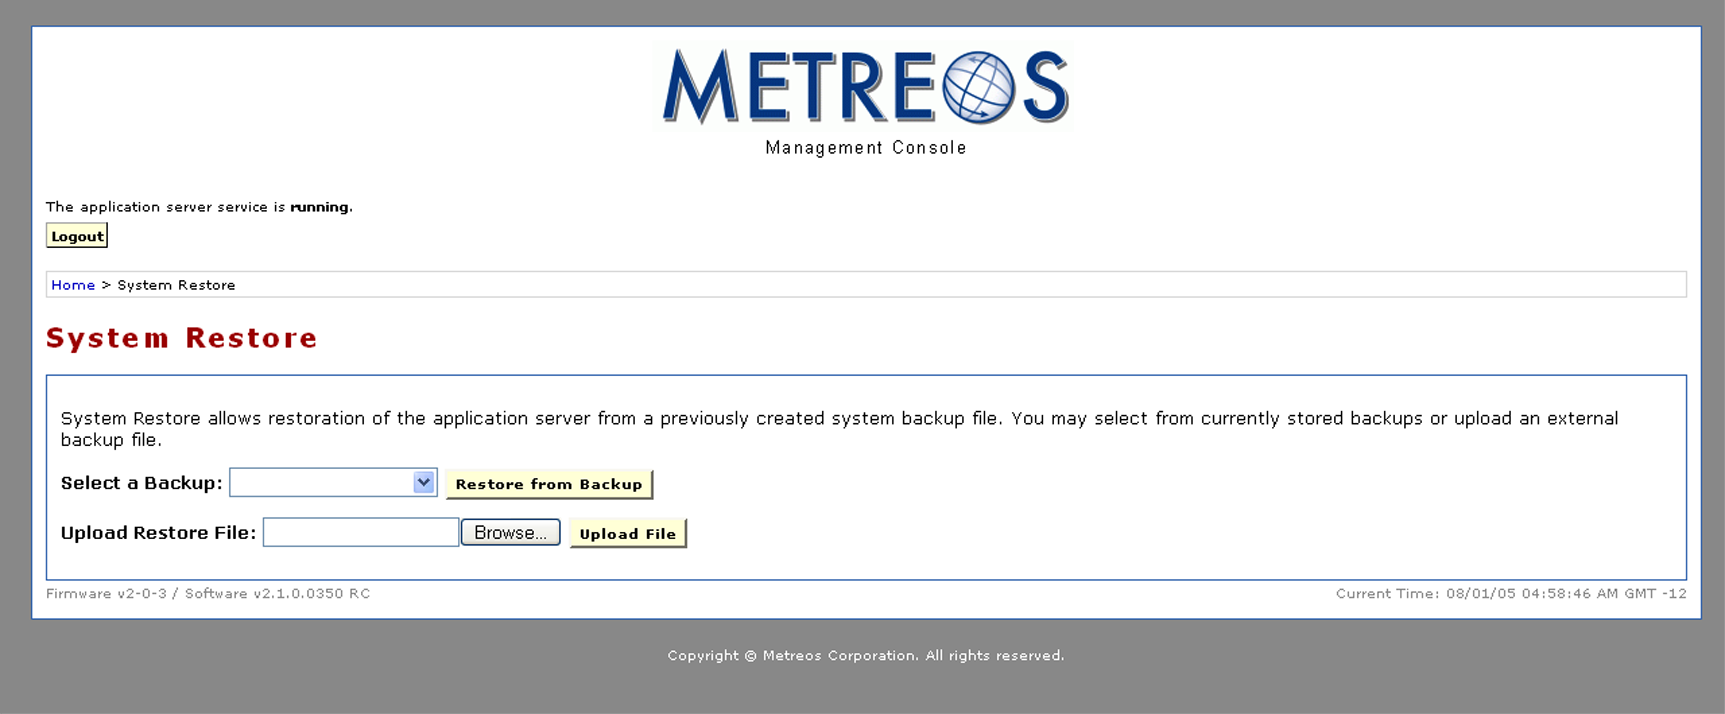 METREOS
Management Console
The application server service is running.
Logout
Home > System Restore
System Restore
System Restore allows restoration of the application server from a previously created system backup file. You may select from currently stored backups or upload an external
backup file.
Select a Backup: Restore from Backup
Upload Restore File: Browse... Upload File
Firmware v2-0-3 / Software v2.1.0.0350 RC Current Time: 08/01/05 04:58:46 AM GMT -12
Copyright © Metreos Corporation. All rights reserved.